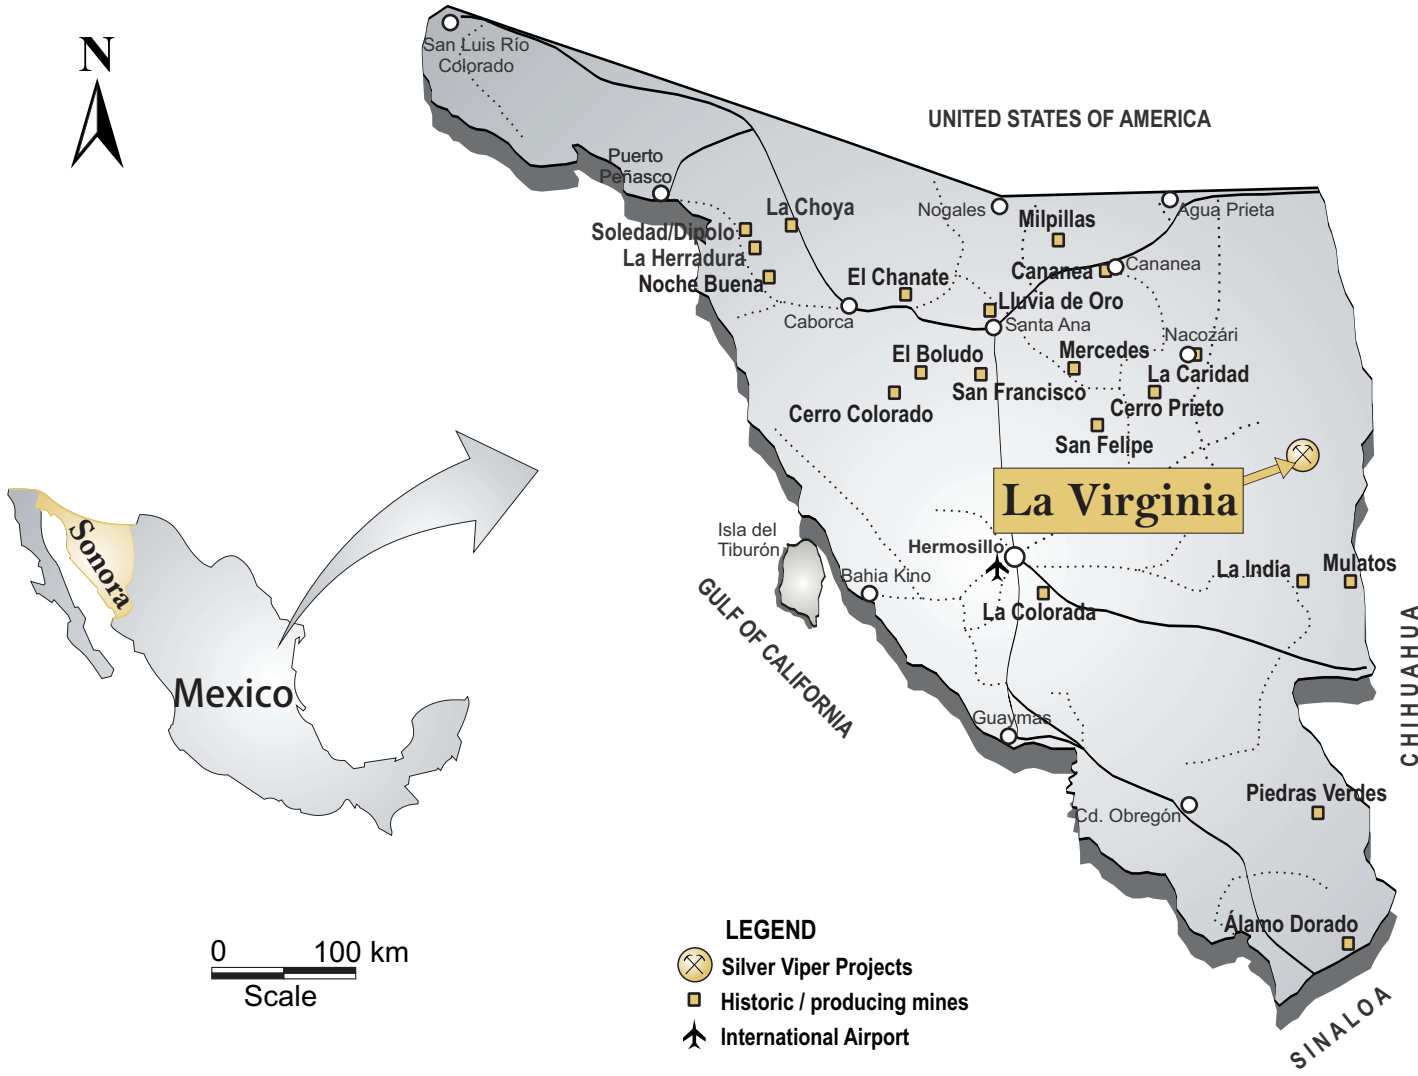 N
San Luis Río
Colorado
UNITED STATES OF AMERICA
Puerto
Peñasco
La Choya
Nogales
Milpillas
Agua Prieta
Soledad/Dipolo
La Herradura
Noche Buena
El Chanate
Cananea
Cananea
Lluvia de Oro
Caborca
Santa Ana
Nacozári
El Boludo
Mercedes
La Caridad
San Francisco
Cerro Colorado
Cerro Prieto
San Felipe
La Virginia
Sonora
Isla del
Tiburón
Hermosillo
Bahia Kino
La India
Mulatos
La Colorada
GULF OF CALIFORNIA
CHIHUAHUA
Mexico
Guaymas
Piedras Verdes
Cd. Obregón
Álamo Dorado
SINALOA
0 100 km
Scale
LEGEND
Silver Viper Projects
Historic / producing mines
International Airport